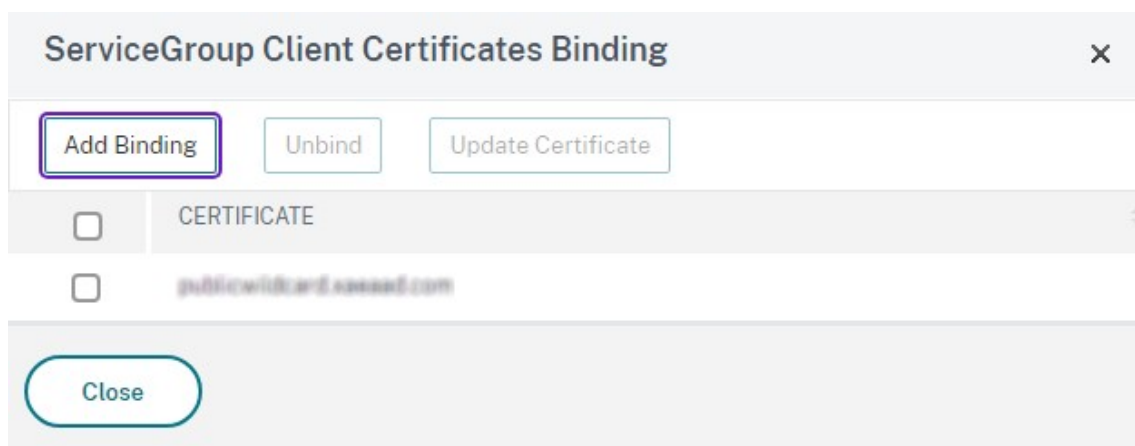 ServiceGroup Client Certificates Binding
Add Binding Unbind Update Certificate
CERTIFICATE
Close